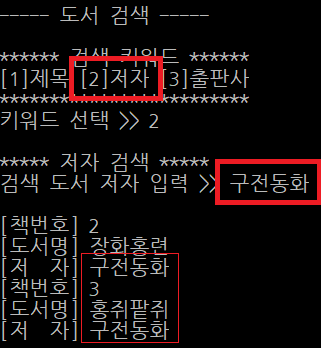 ----- 도서 검색 -----
****** 검색 키워드 ******
[1]제목 [2]저자 [3]출판사
*************************
키워드 선택 >> 2
***** 저자 검색 *****
검색 도서 저자 입력 >> 구전동화
[책번호] 2
[도서명] 장화홍련
[저  자] 구전동화
[책번호] 3
[도서명] 홍쥐팥쥐
[저  자] 구전동화